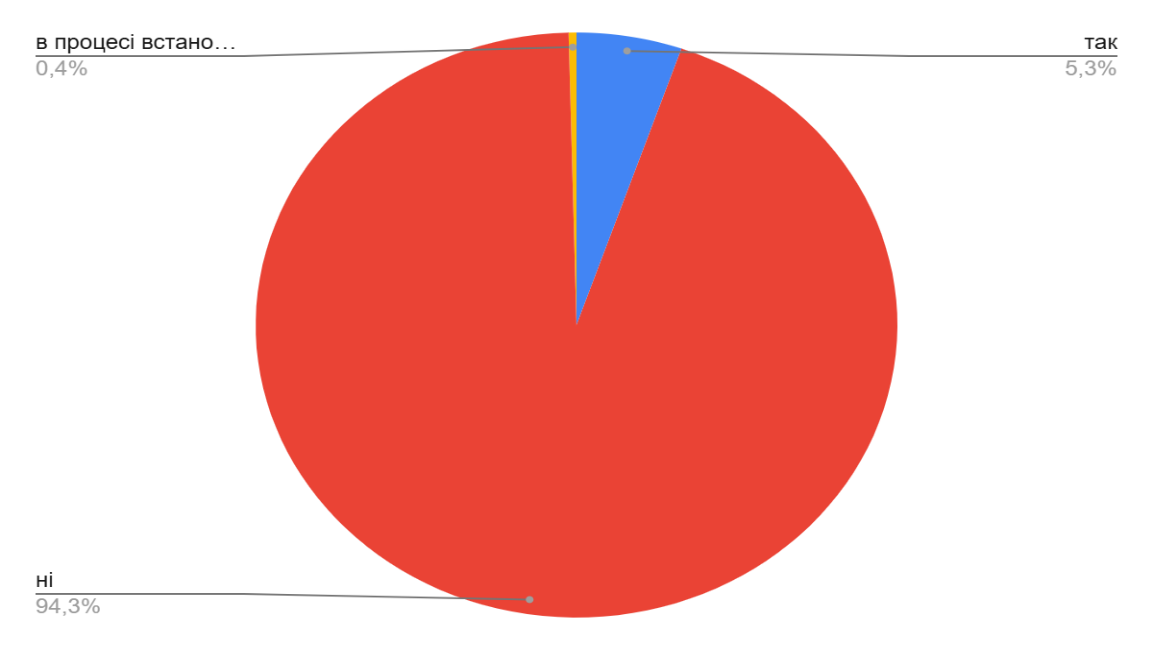 в процесі встано…
0,4%
так
5,3%
ні
94,3%